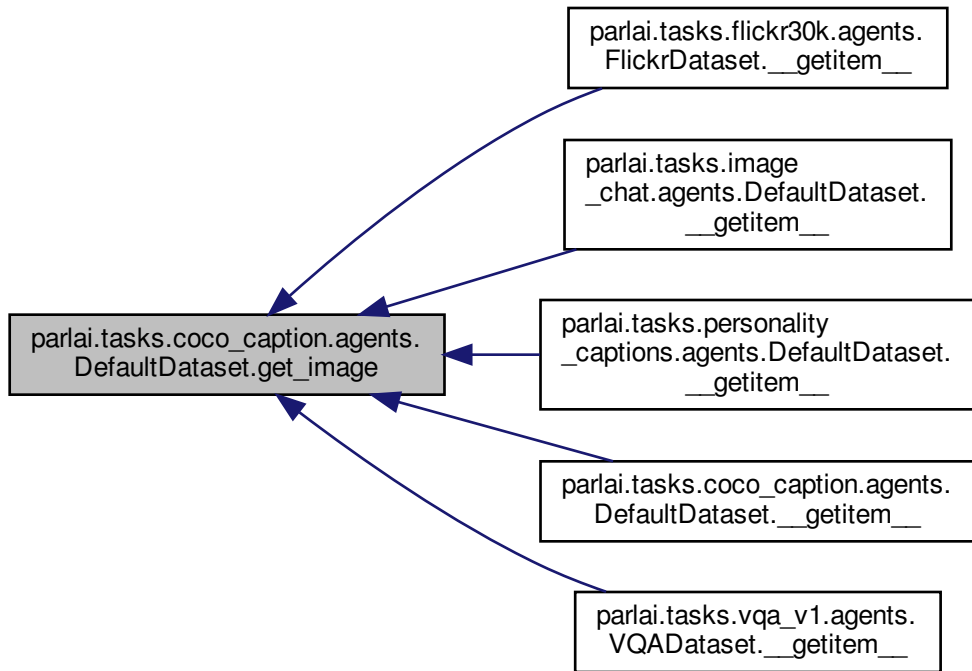 parlai.tasks.flickr30k.agents.
FlickrDataset.__getitem__
parlai.tasks.image
_chat.agents.DefaultDataset.
__getitem__
parlai.tasks.coco_caption.agents.
DefaultDataset.get_image
parlai.tasks.personality
_captions.agents.DefaultDataset.
__getitem__
parlai.tasks.coco_caption.agents.
DefaultDataset.__getitem__
parlai.tasks.vqa_v1.agents.
VQADataset.__getitem__